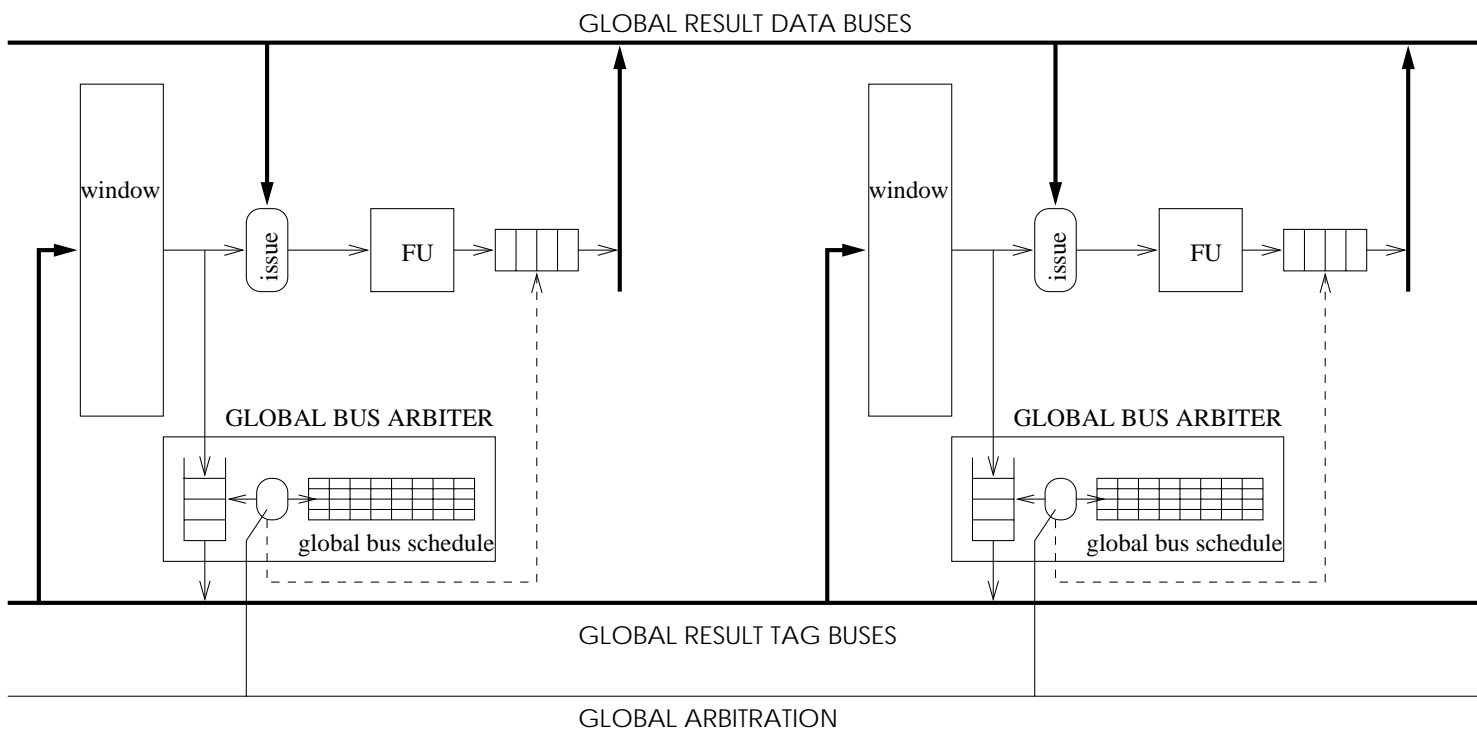 GLOBAL RESULT DATA BUSES
window
window
issue
FU
issue
FU
GLOBAL BUS ARBITER
GLOBAL BUS ARBITER
global bus schedule
global bus schedule
GLOBAL RESULT TAG BUSES
GLOBAL ARBITRATION